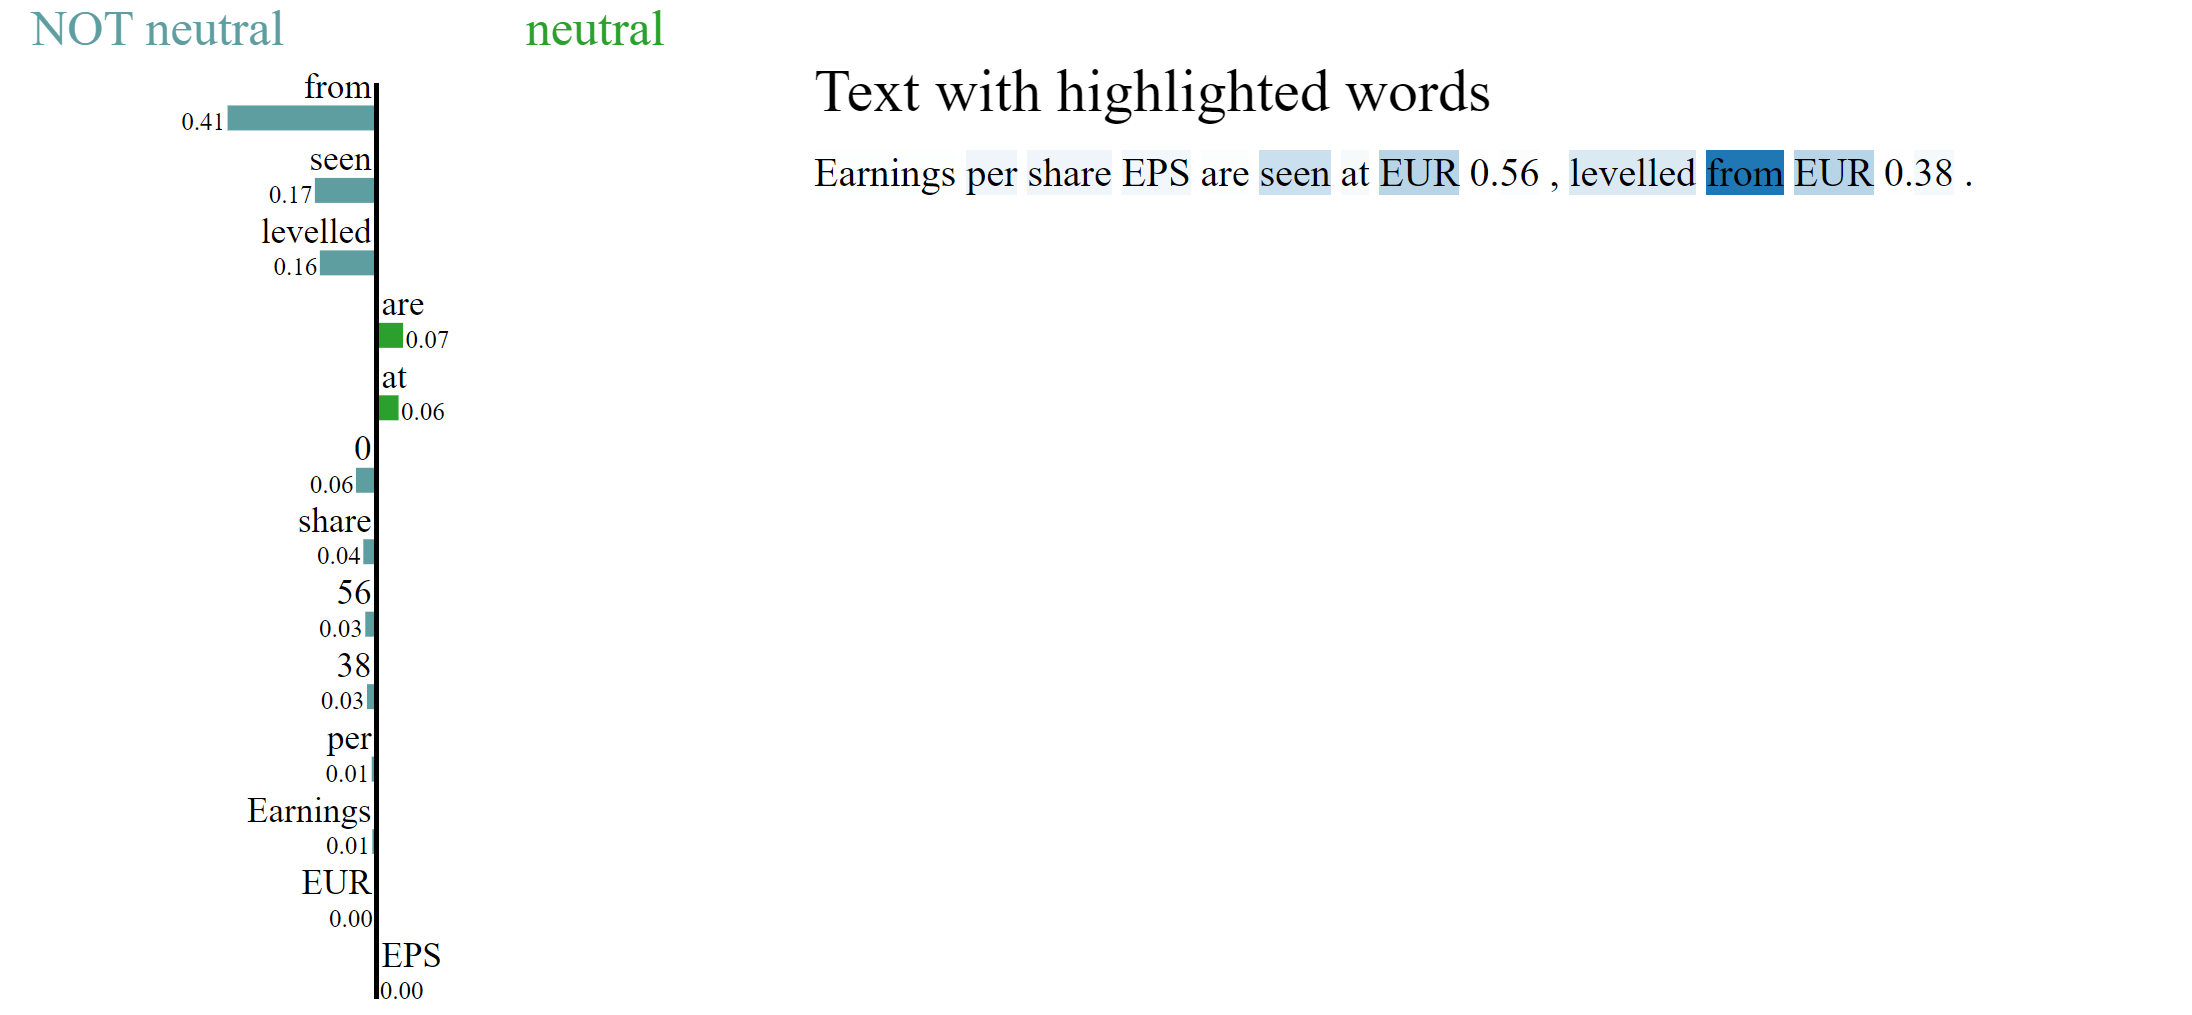 NOT neutral
neutral
from
0.41
seen
0.17
levelled
0.16
are
0.07
at
0.06
0
0.06
share
0.04
56
0.03
38
0.03
per
0.01
Earnings
0.01
EUR
0.00
EPS
0.00
Text with highlighted words
Earnings per share EPS are seen at EUR 0.56 , levelled from EUR 0.38 .